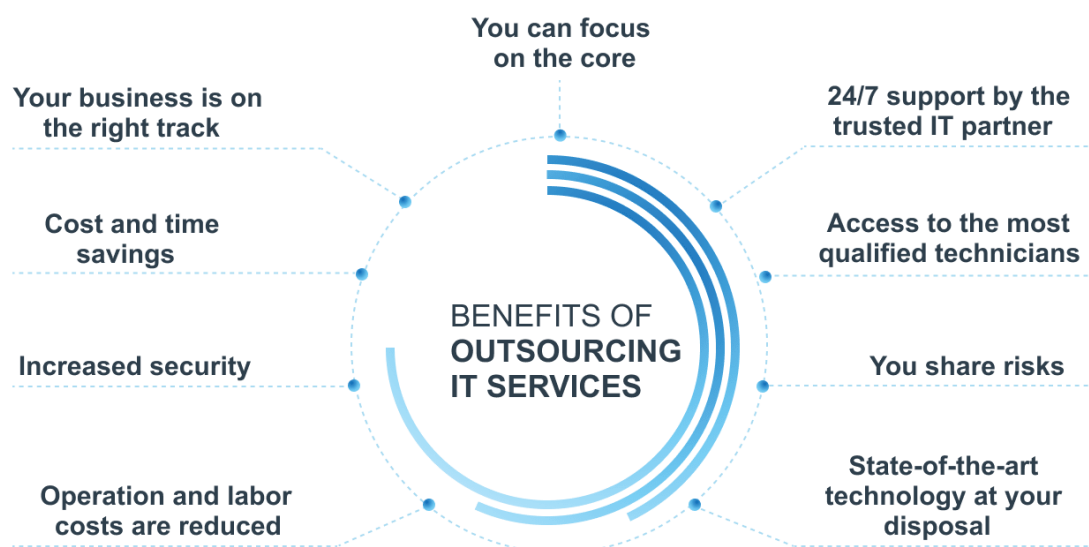 You can focus
on the core
Your business is on
the right track
24/7 support by the
trusted IT partner
Cost and time
savings
Access to the most
qualified technicians
BENEFITS OF
OUTSOURCING
IT SERVICES
Increased security
You share risks
Operation and labor
costs are reduced
State-of-the-art
technology at your
disposal